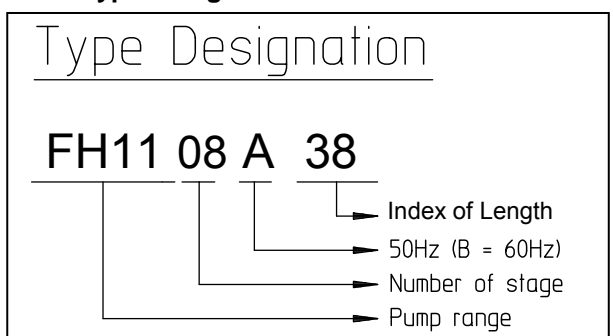 Type Designation
FH11 08 A 38
Index of Length
50Hz (B = 60Hz)
Number of stage
Pump range